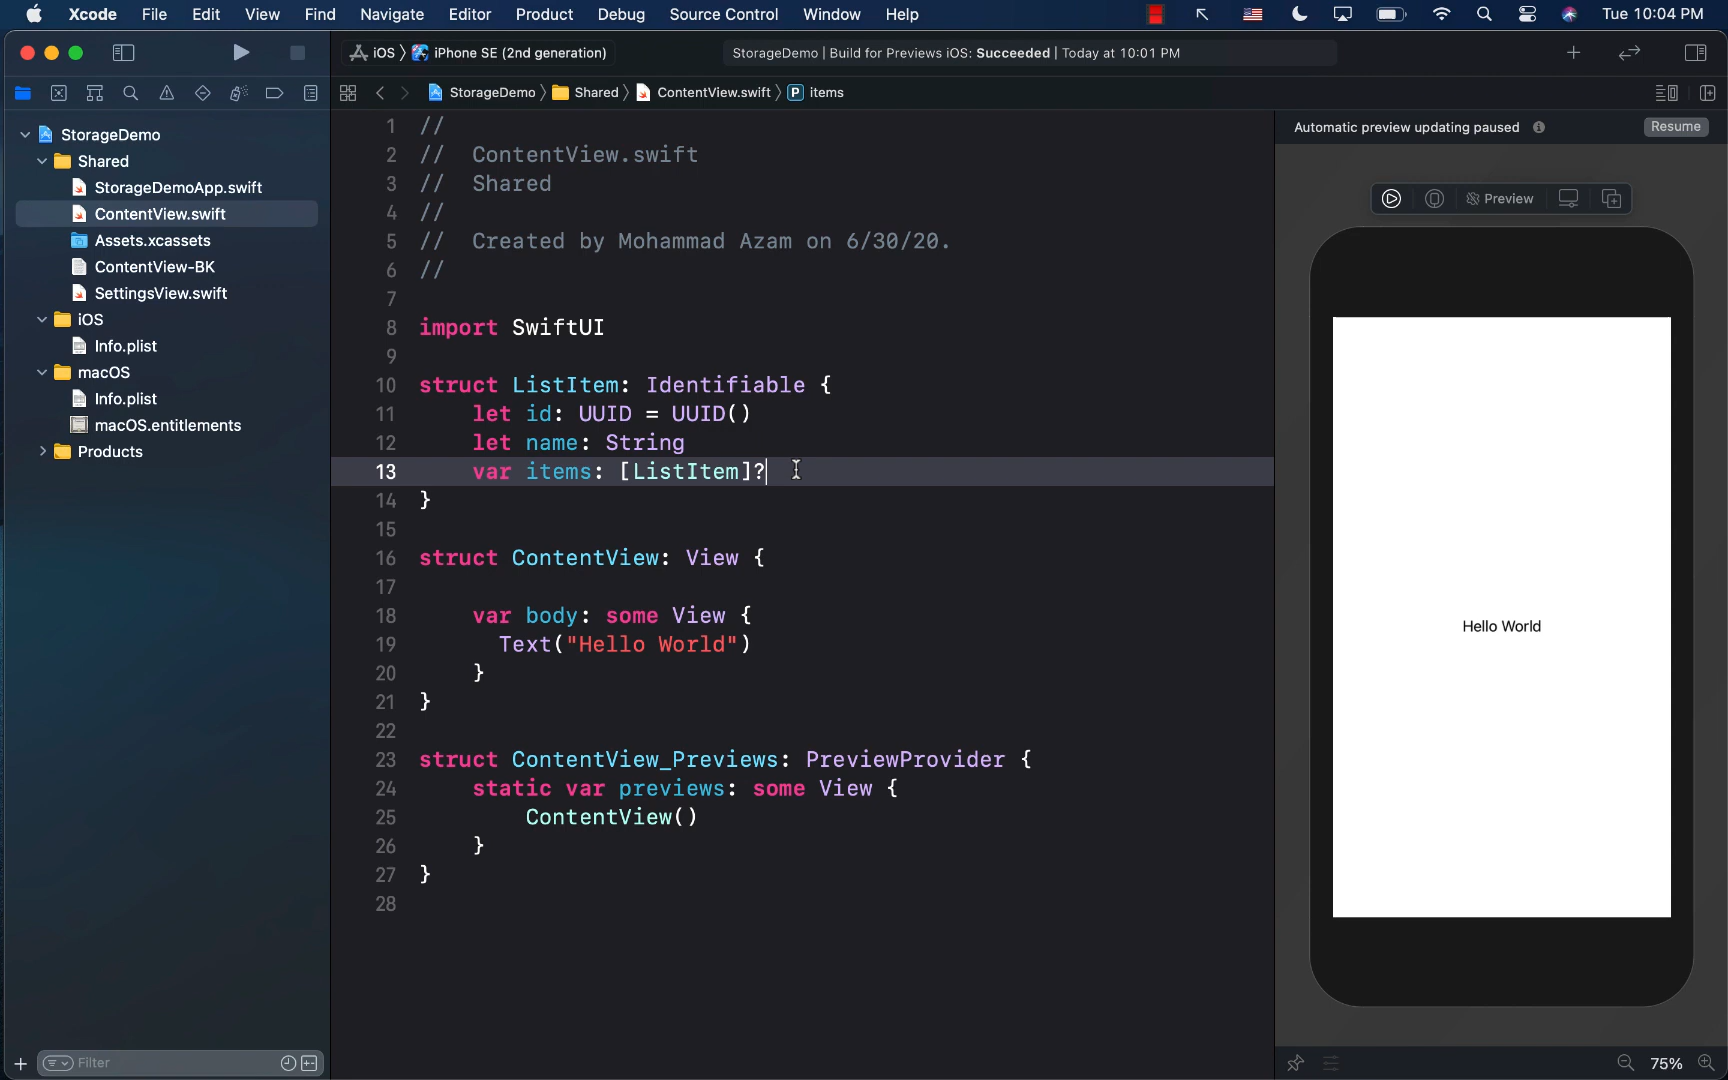 Xcode File Edit View Find Navigate Editor Product Debug Source Control Window Help Tue 10:04 PM
iOS iPhone SE (2nd generation) StorageDemo | Build for Previews iOS: Succeeded | Today at 10:01 PM
StorageDemo Shared ContentView.swift P items
StorageDemo
Shared
StorageDemoApp.swift
ContentView.swift
Assets.xcassets
ContentView-BK
SettingsView.swift
iOS
Info.plist
macOS
Info.plist
macOS.entitlements
Products
Filter
1 //
2 // ContentView.swift
3 // Shared
4 //
5 // Created by Mohammad Azam on 6/30/20.
6 //
7
8 import SwiftUI
9
10 struct ListItem: Identifiable {
11 let id: UUID = UUID()
12 let name: String
13 var items: [ListItem]?
14 }
15
16 struct ContentView: View {
17
18 var body: some View {
19 Text("Hello World")
20 }
21 }
22
23 struct ContentView_Previews: PreviewProvider {
24 static var previews: some View {
25 ContentView()
26 }
27 }
28
Automatic preview updating paused Resume
Preview
Hello World
75%